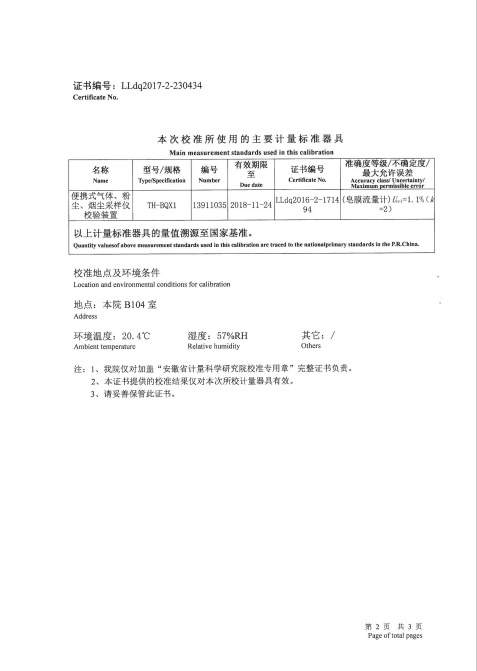 证书编号：LLdq2017-2-230434
Certificate No.
本次校准所使用的主要计量标准器具
Main measurement standards used in this calibration
名称 型号/规格 编号 有效期限至 证书编号 准确度等级/不确定度/最大允许误差
Name Type/Specification Number Due date Certificate No. Accuracy class/ Uncertainty/ Maximum permissible error
便携式气体、粉尘、烟尘采样仪校验装置 TH-BQX1 13911035 2018-11-24 LLdq2016-2-171494 (皂膜流量计) Urel=1.1%(k=2)
以上计量标准器具的量值溯源至国家基准。
Quantity valuesof above measurement standards used in this calibration are traced to the nationalprimary standards in the P.R.China.
校准地点及环境条件
Location and environmental conditions for calibration
地点：本院 B104 室
Address
环境温度：20.4℃ 湿度：57%RH 其它：/
Ambient temperature Relative humidity Others
注：1、我院仅对加盖“安徽省计量科学研究院校准专用章”完整证书负责。
2、本证书提供的校准结果仅对本次所校计量器具有效。
3、请妥善保管此证书。
第 2 页 共 3 页
Page of total pages